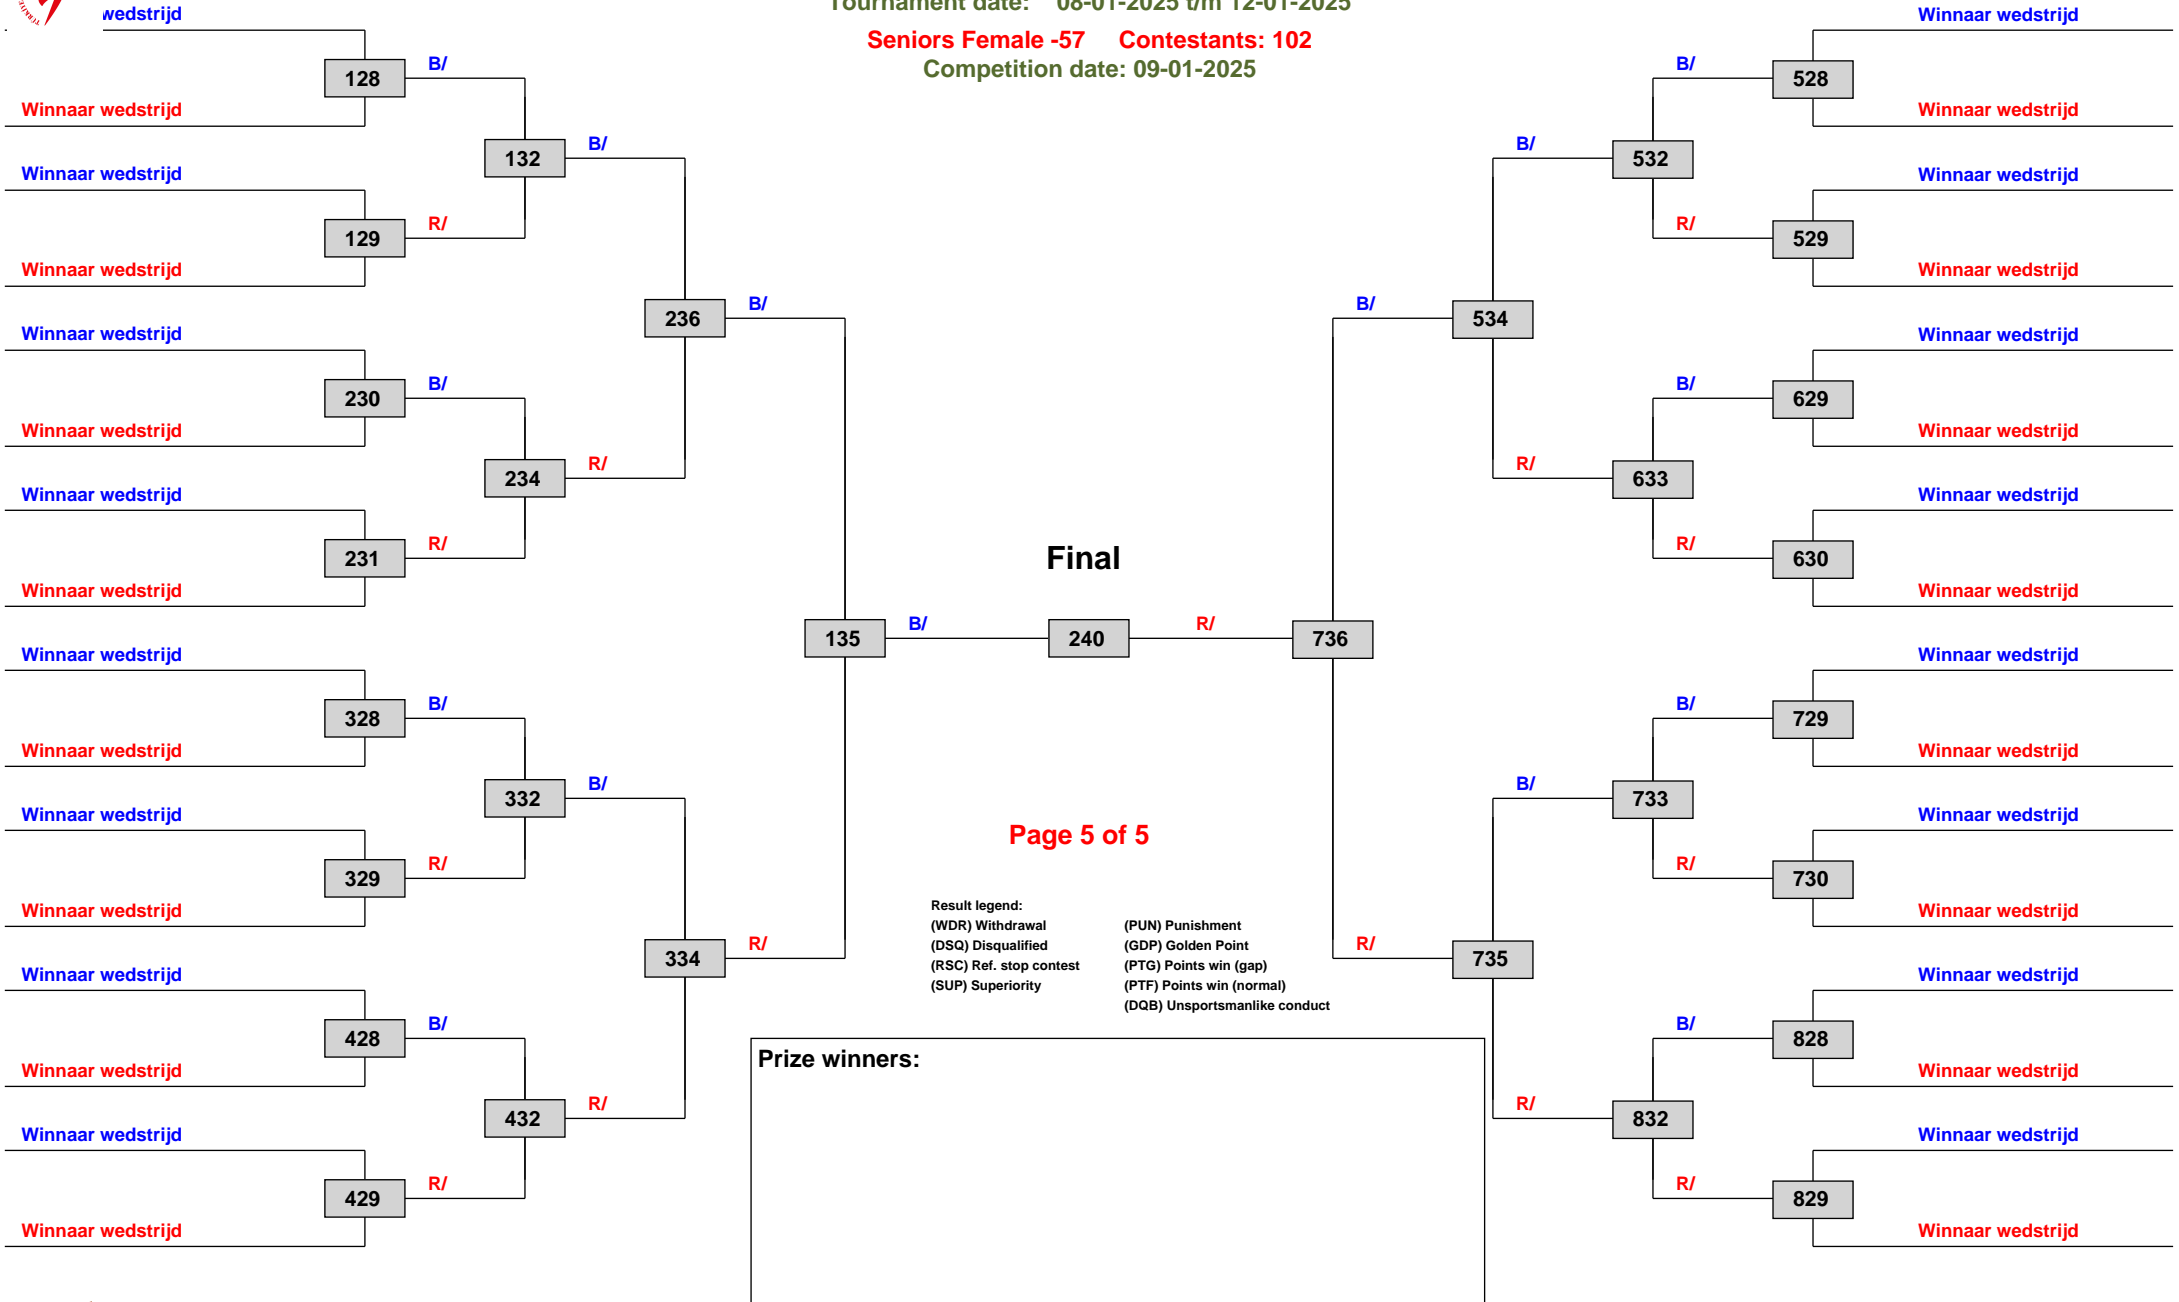 Tournament date: 08-01-2025 t/m 12-01-2025
Seniors Female -57 Contestants: 102
Competition date: 09-01-2025
wedstrijd
128
B/
Winnaar wedstrijd
132
B/
Winnaar wedstrijd
129
R/
Winnaar wedstrijd
236
B/
Winnaar wedstrijd
230
B/
Winnaar wedstrijd
234
R/
Winnaar wedstrijd
231
R/
Winnaar wedstrijd
135
B/
Winnaar wedstrijd
328
B/
Winnaar wedstrijd
332
B/
Winnaar wedstrijd
329
R/
Winnaar wedstrijd
334
R/
Winnaar wedstrijd
428
B/
Winnaar wedstrijd
432
R/
Winnaar wedstrijd
429
R/
Winnaar wedstrijd
Final
240
R/
736
Page 5 of 5
Result legend:
(WDR) Withdrawal
(DSQ) Disqualified
(RSC) Ref. stop contest
(SUP) Superiority
(PUN) Punishment
(GDP) Golden Point
(PTG) Points win (gap)
(PTF) Points win (normal)
(DQB) Unsportsmanlike conduct
Prize winners:
Winnaar wedstrijd
B/
528
Winnaar wedstrijd
B/
532
Winnaar wedstrijd
R/
529
Winnaar wedstrijd
B/
534
Winnaar wedstrijd
B/
629
Winnaar wedstrijd
R/
633
Winnaar wedstrijd
R/
630
Winnaar wedstrijd
Winnaar wedstrijd
B/
729
Winnaar wedstrijd
B/
733
Winnaar wedstrijd
R/
730
Winnaar wedstrijd
R/
735
Winnaar wedstrijd
B/
828
Winnaar wedstrijd
R/
832
Winnaar wedstrijd
R/
829
Winnaar wedstrijd